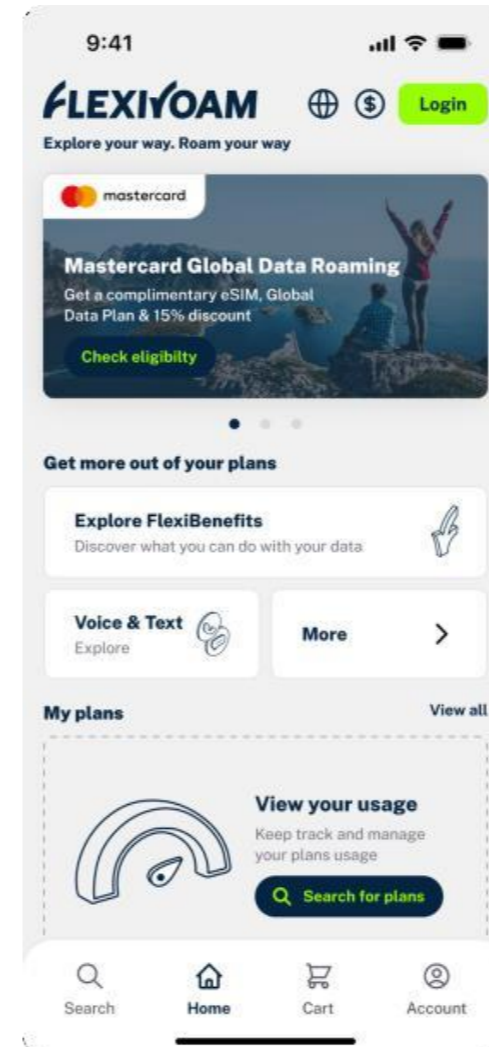 9:41
FLEXIROAM
Login
Explore your way. Roam your way
mastercard
Mastercard Global Data Roaming
Get a complimentary eSIM, Global
Data Plan & 15% discount
Check eligibilty
Get more out of your plans
Explore FlexiBenefits
Discover what you can do with your data
Voice & Text
Explore
More
My plans
View all
View your usage
Keep track and manage
your plans usage
Search for plans
Search
Home
Cart
Account